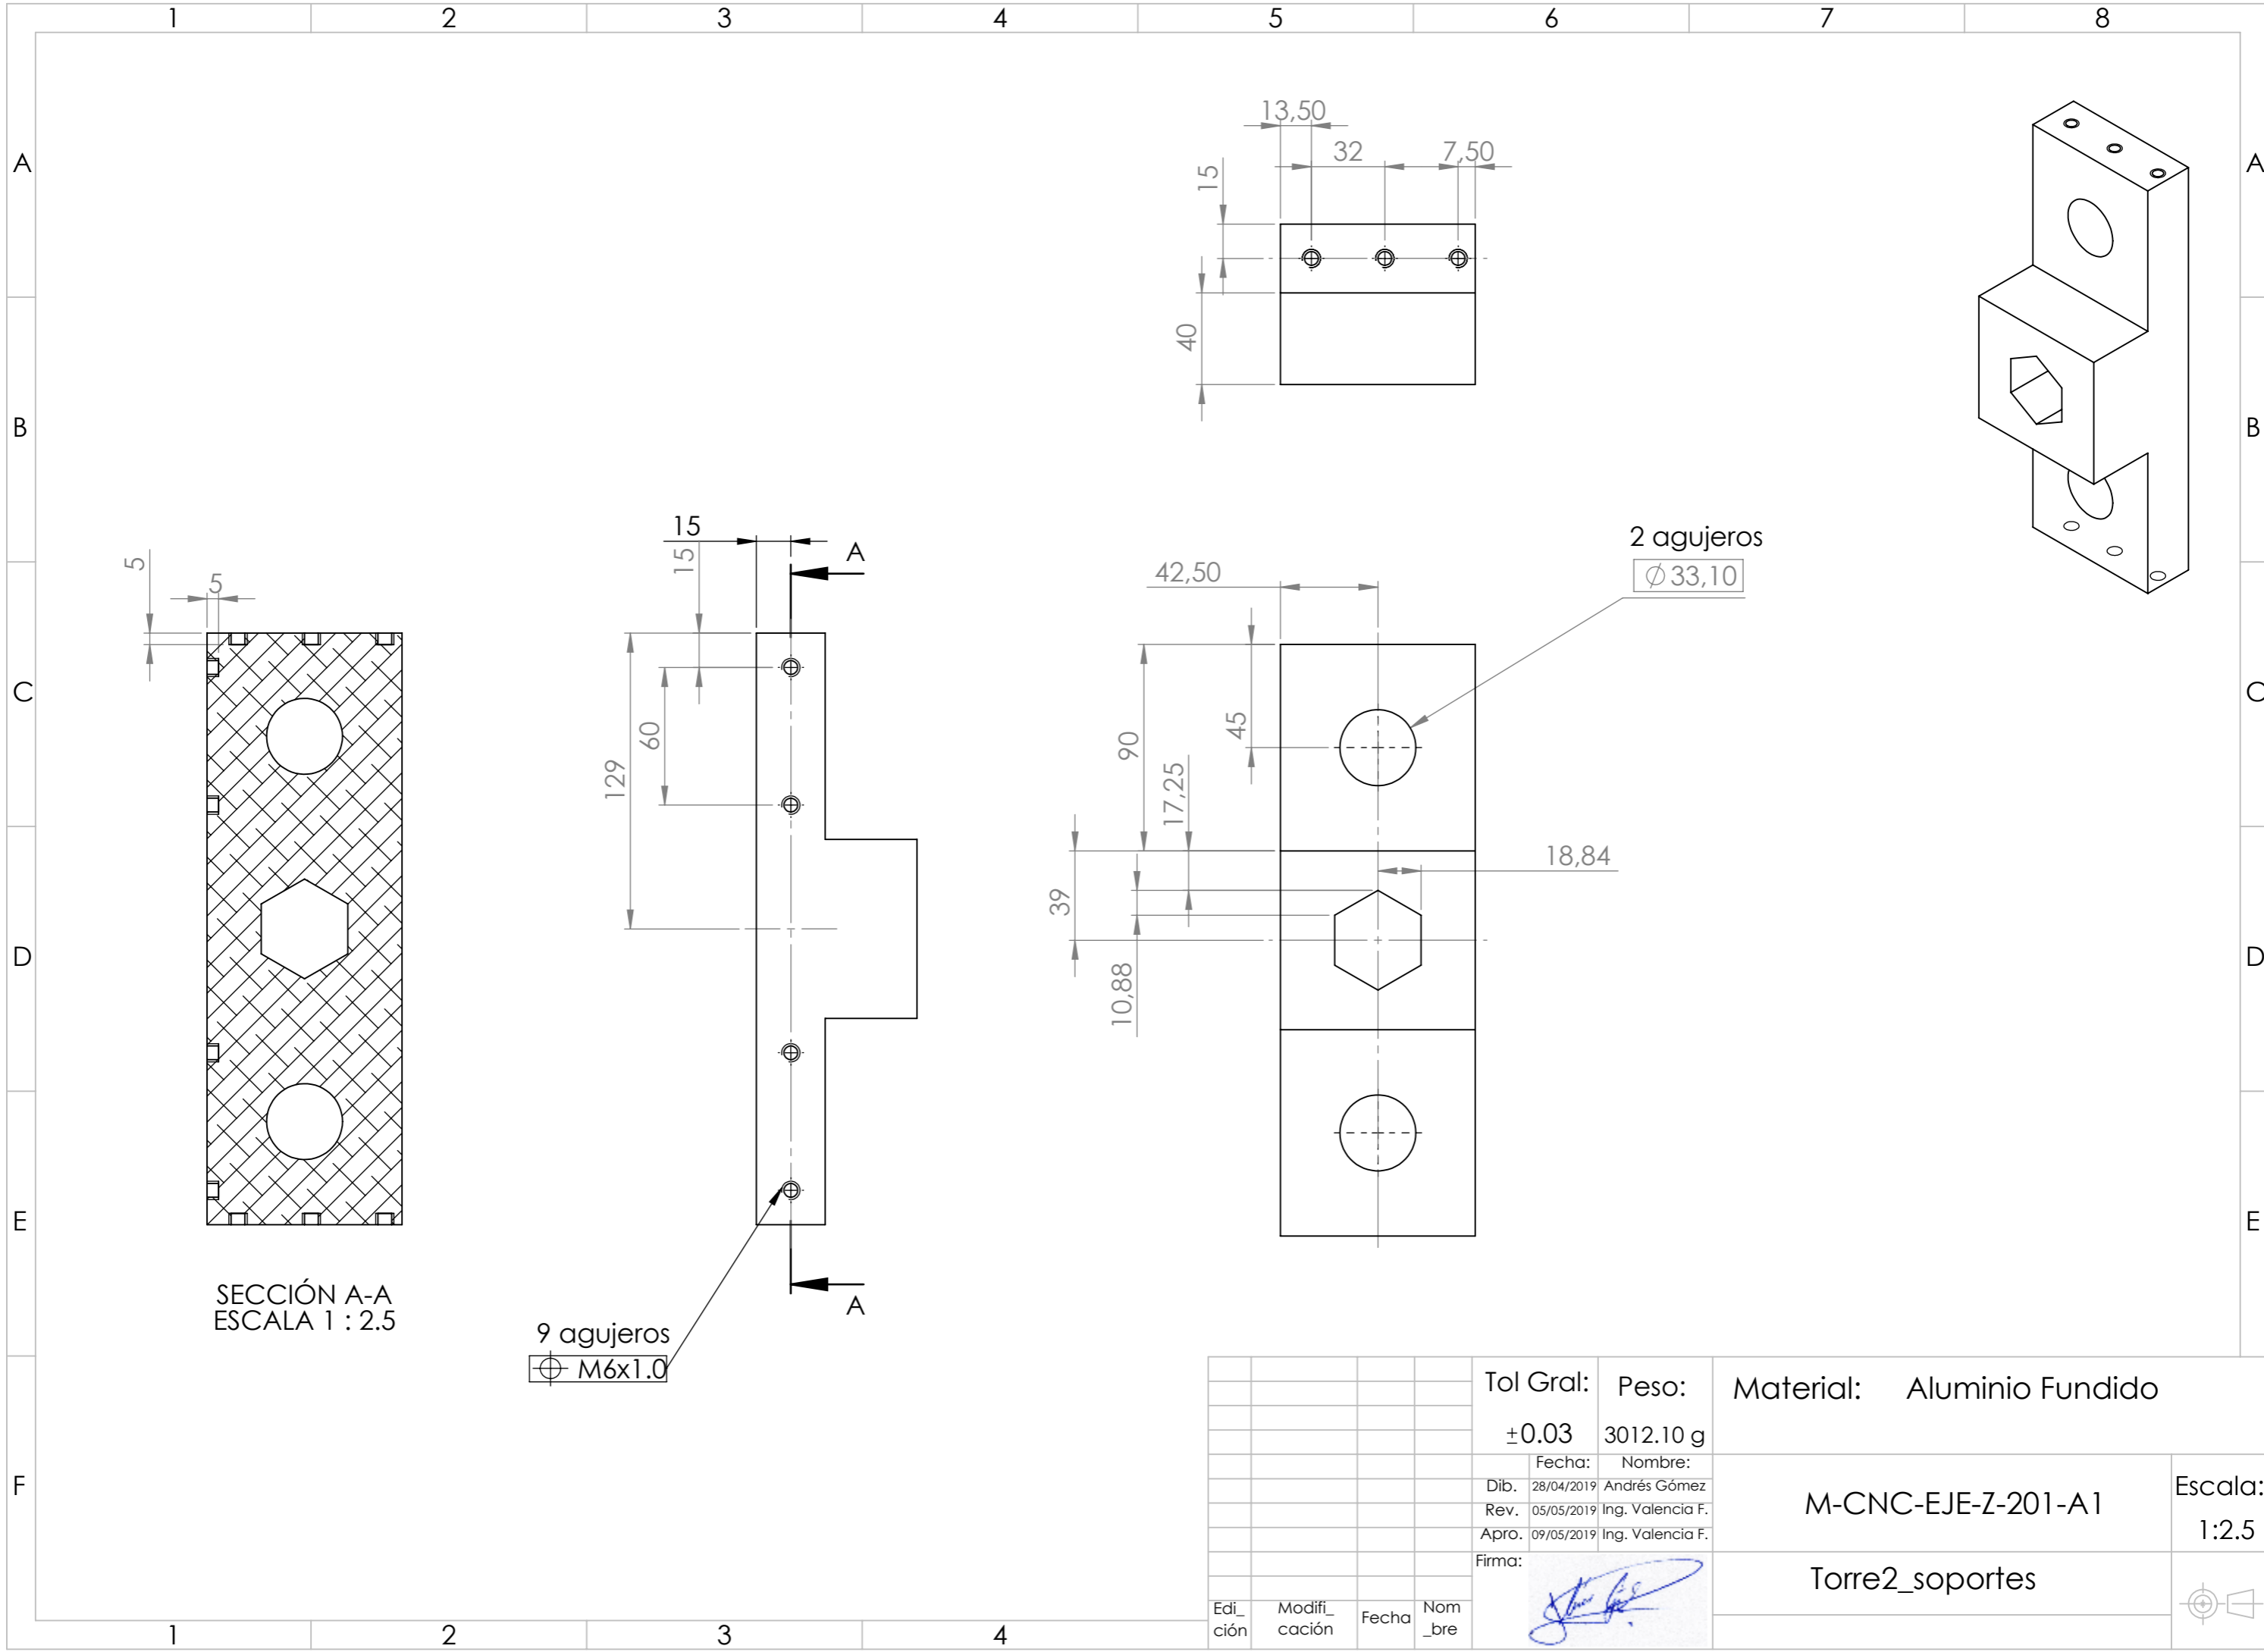 1 2 3 4 5 6 7 8
A A
B B
C C
D D
E E
F
13,50
32
7,50
15
40
5
5
SECCIÓN A-A
ESCALA 1 : 2.5
15
15
A
60
129
A
9 agujeros
⌖ M6x1.0
2 agujeros
∅ 33,10
42,50
45
90
17,25
18,84
39
10,88
Tol Gral:
±0.03
Peso:
3012.10 g
Material: Aluminio Fundido
Fecha: Nombre:
Dib. 28/04/2019 Andrés Gómez
Rev. 05/05/2019 Ing. Valencia F.
Apro. 09/05/2019 Ing. Valencia F.
Firma:
M-CNC-EJE-Z-201-A1
Escala:
1:2.5
Torre2_soportes
Edi_
ción
Modifi_
cación
Fecha
Nom
_bre
1 2 3 4